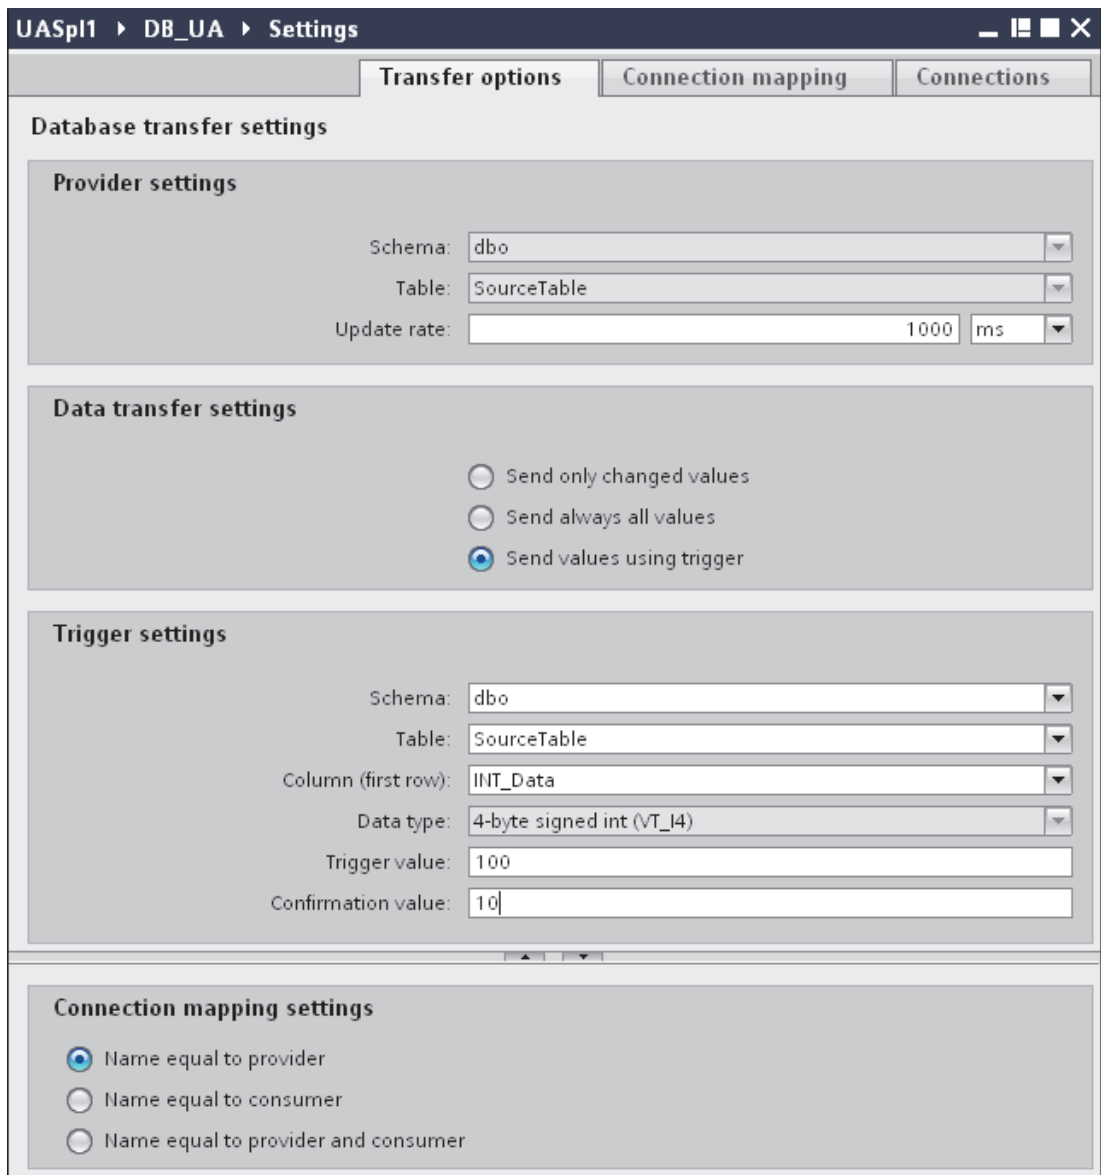 UASpl1 ▸ DB_UA ▸ Settings
Transfer options Connection mapping Connections
Database transfer settings
Provider settings
Schema: dbo
Table: SourceTable
Update rate: 1000 ms
Data transfer settings
Send only changed values
Send always all values
Send values using trigger
Trigger settings
Schema: dbo
Table: SourceTable
Column (first row): INT_Data
Data type: 4-byte signed int (VT_I4)
Trigger value: 100
Confirmation value: 10
Connection mapping settings
Name equal to provider
Name equal to consumer
Name equal to provider and consumer